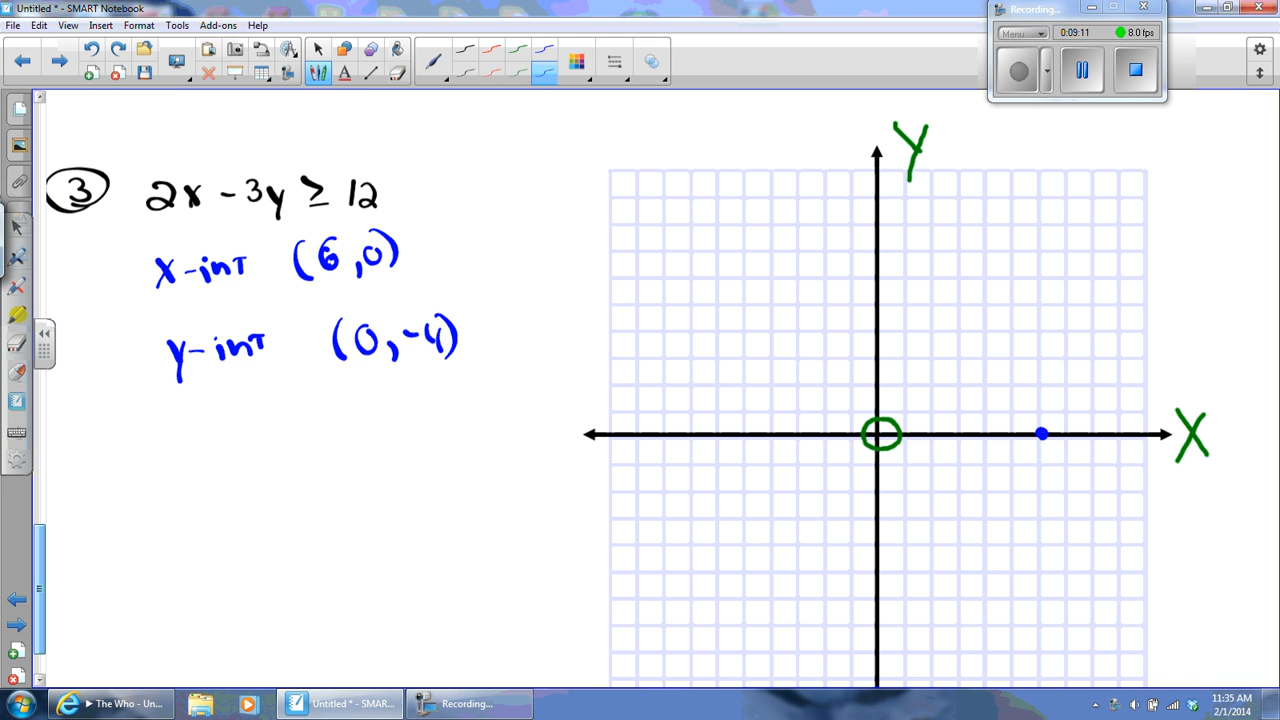 Untitled * - SMART Notebook
File Edit View Insert Format Tools Add-ons Help
Recording...
Menu
0:09:11
8.0 fps
Y
3 2x - 3y ≥ 12
x-int (6,0)
y-int (0,-4)
X
The Who - Un...
Untitled * - SMAR...
Recording...
11:35 AM
2/1/2014